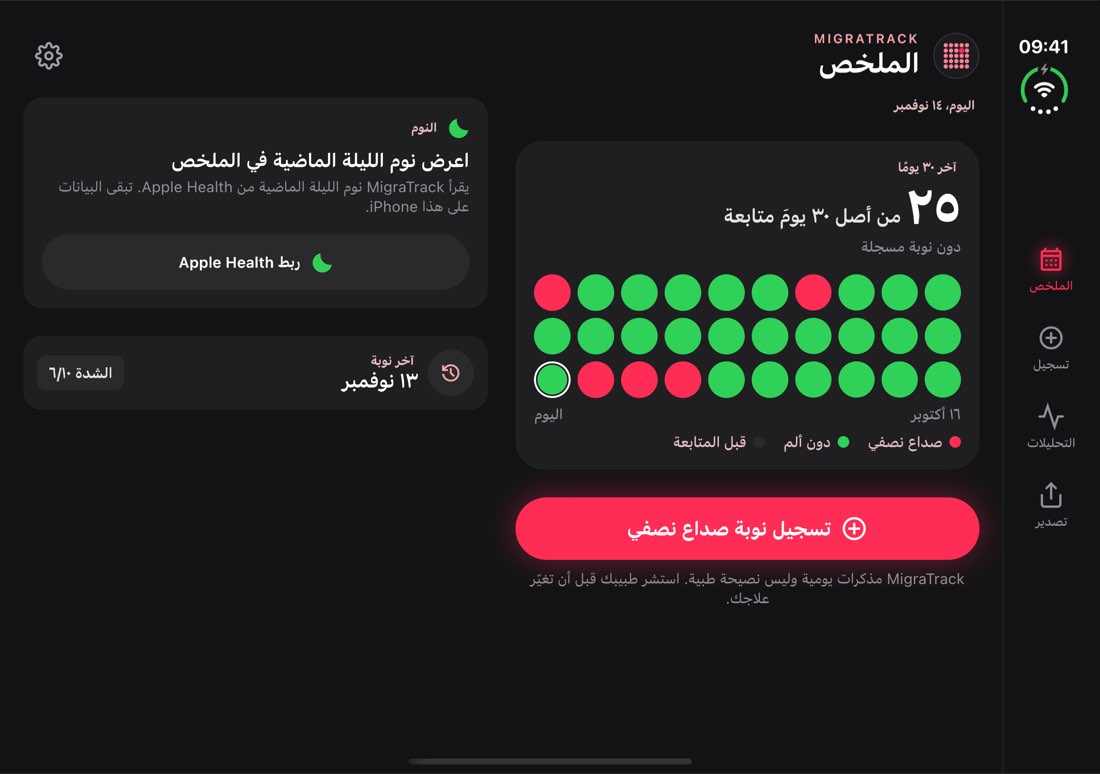 09:41
الملخص
تسجيل
التحليلات
تصدير
MIGRATRACK
الملخص
اليوم، ١٤ نوفمبر
آخر ٣٠ يومًا
٢٥ من أصل ٣٠ يومَ متابعة
دون نوبة مسجلة
١٦ أكتوبر
اليوم
صداع نصفي
دون ألم
قبل المتابعة
تسجيل نوبة صداع نصفي
MigraTrack مذكرات يومية وليس نصيحة طبية. استشر طبيبك قبل أن تغيّر
علاجك.
النوم
اعرض نوم الليلة الماضية في الملخص
يقرأ MigraTrack نوم الليلة الماضية من Apple Health. تبقى البيانات
على هذا iPhone.
ربط Apple Health
آخر نوبة
١٣ نوفمبر
الشدة ٦/١٠